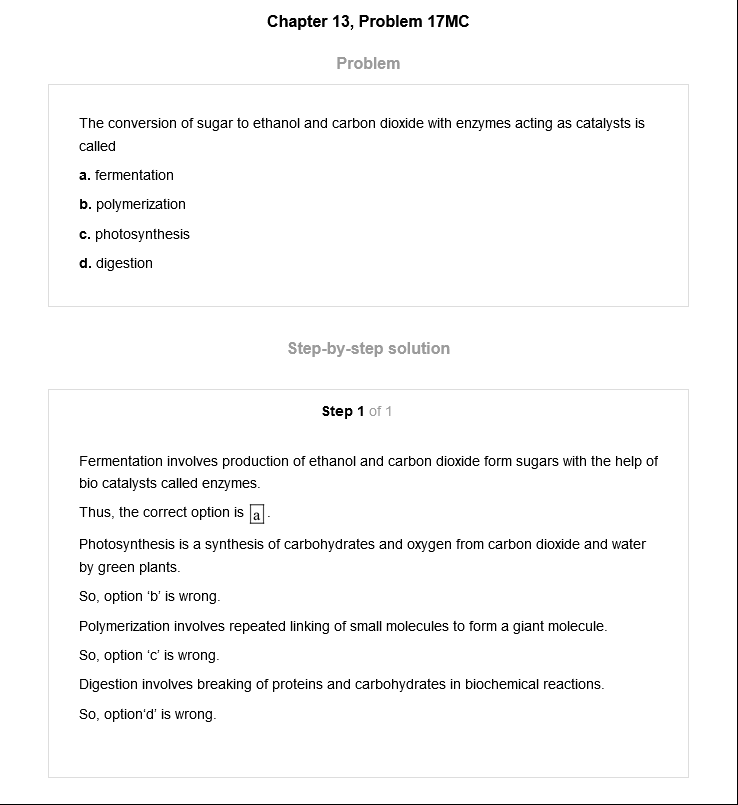 Chapter 13, Problem 17MC
Problem
The conversion of sugar to ethanol and carbon dioxide with enzymes acting as catalysts is
called
a. fermentation
b. polymerization
c. photosynthesis
d. digestion
Step-by-step solution
Step 1 of 1
Fermentation involves production of ethanol and carbon dioxide form sugars with the help of
bio catalysts called enzymes.
Thus, the correct option is a .
Photosynthesis is a synthesis of carbohydrates and oxygen from carbon dioxide and water
by green plants.
So, option ‘b’ is wrong.
Polymerization involves repeated linking of small molecules to form a giant molecule.
So, option ‘c’ is wrong.
Digestion involves breaking of proteins and carbohydrates in biochemical reactions.
So, option‘d’ is wrong.